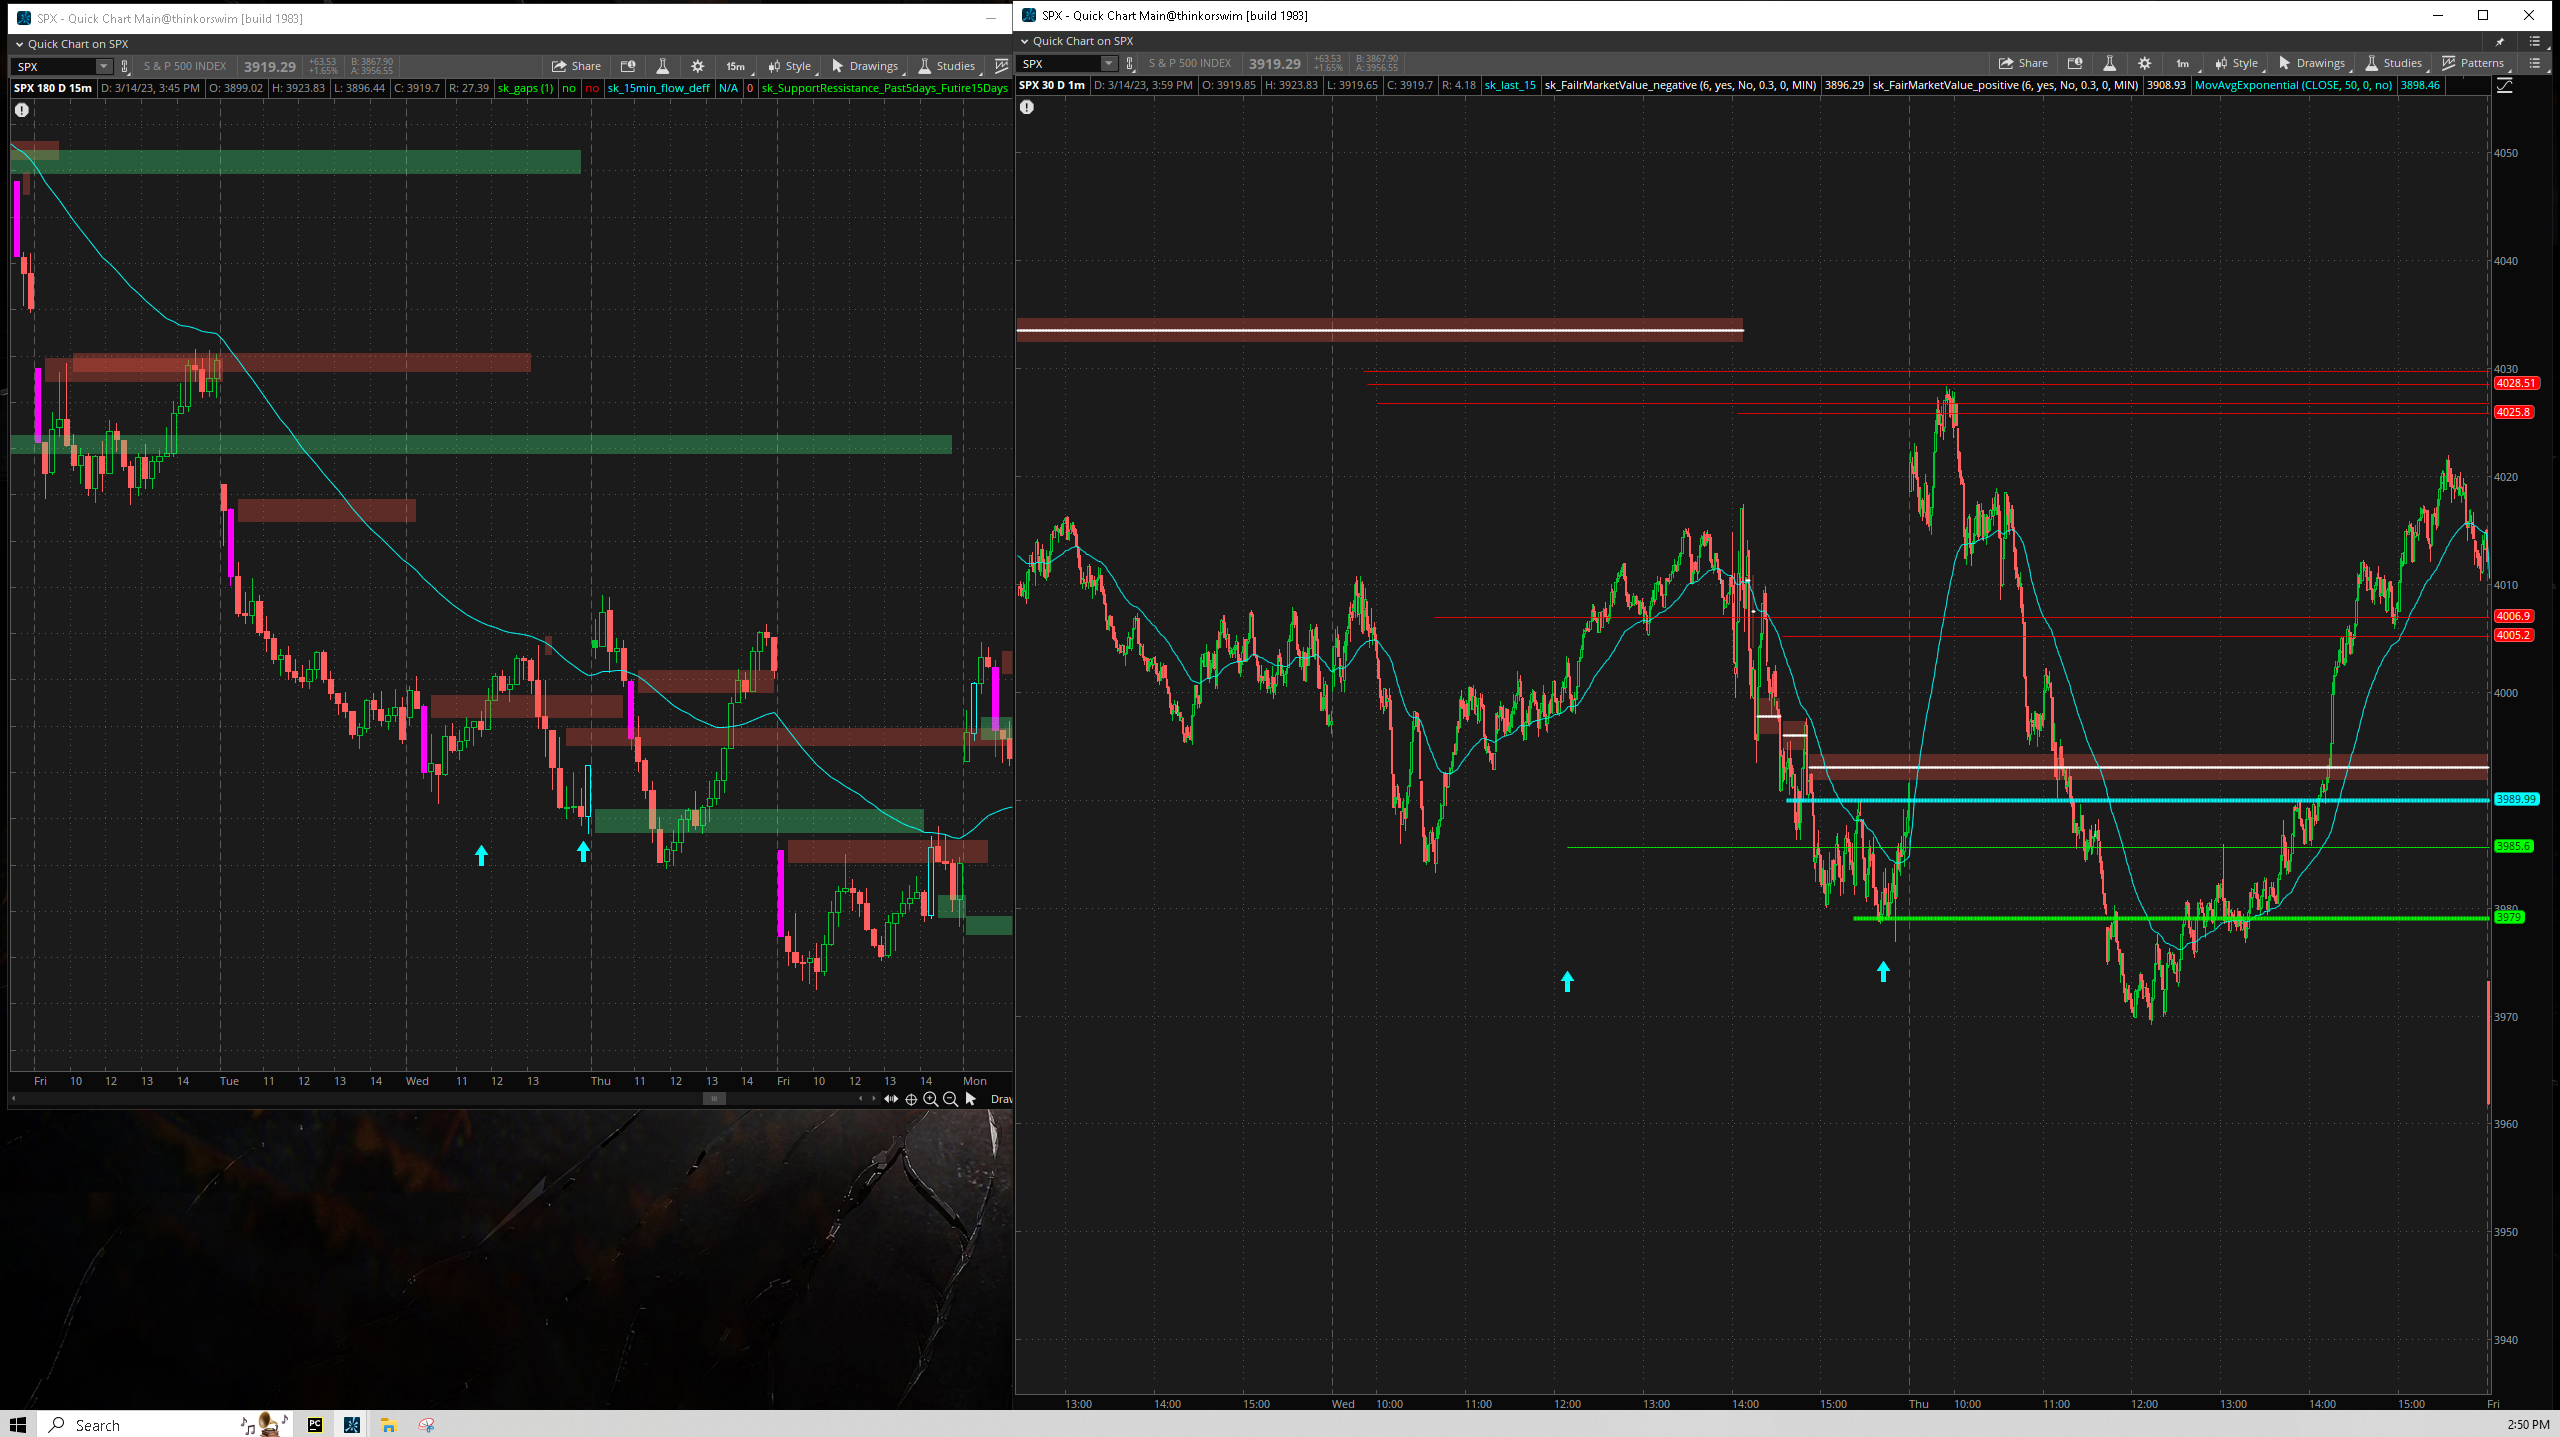 SPX - Quick Chart Main@thinkorswim [build 1983]
Quick Chart on SPX
SPX S & P 500 INDEX 3919.29 +63.53 +1.65% B: 3867.90 A: 3956.55 Share 15m Style Drawings Studies
SPX 180 D 15m D: 3/14/23, 3:45 PM O: 3899.02 H: 3923.83 L: 3896.44 C: 3919.7 R: 27.39 sk_gaps (1) no no sk_15min_flow_deff N/A 0 sk_SupportRessistance_Past5days_Futire15Days
Fri 10 12 13 14 Tue 11 12 13 14 Wed 11 12 13 Thu 11 12 13 14 Fri 10 12 13 14 Mon
Drav
SPX - Quick Chart Main@thinkorswim [build 1983]
Quick Chart on SPX
SPX S & P 500 INDEX 3919.29 +63.53 +1.65% B: 3867.90 A: 3956.55 Share 1m Style Drawings Studies Patterns
SPX 30 D 1m D: 3/14/23, 3:59 PM O: 3919.85 H: 3923.83 L: 3919.65 C: 3919.7 R: 4.18 sk_last_15 sk_FailrMarketValue_negative (6, yes, No, 0.3, 0, MIN) 3896.29 sk_FairMarketValue_positive (6, yes, No, 0.3, 0, MIN) 3908.93 MovAvgExponential (CLOSE, 50, 0, no) 3898.46
4050
4040
4030
4028.51
4025.8
4020
4010
4006.9
4005.2
4000
3989.99
3985.6
3980
3979
3970
3960
3950
3940
13:00 14:00 15:00 Wed 10:00 11:00 12:00 13:00 14:00 15:00 Thu 10:00 11:00 12:00 13:00 14:00 15:00 Fri
Search PC 2:50 PM